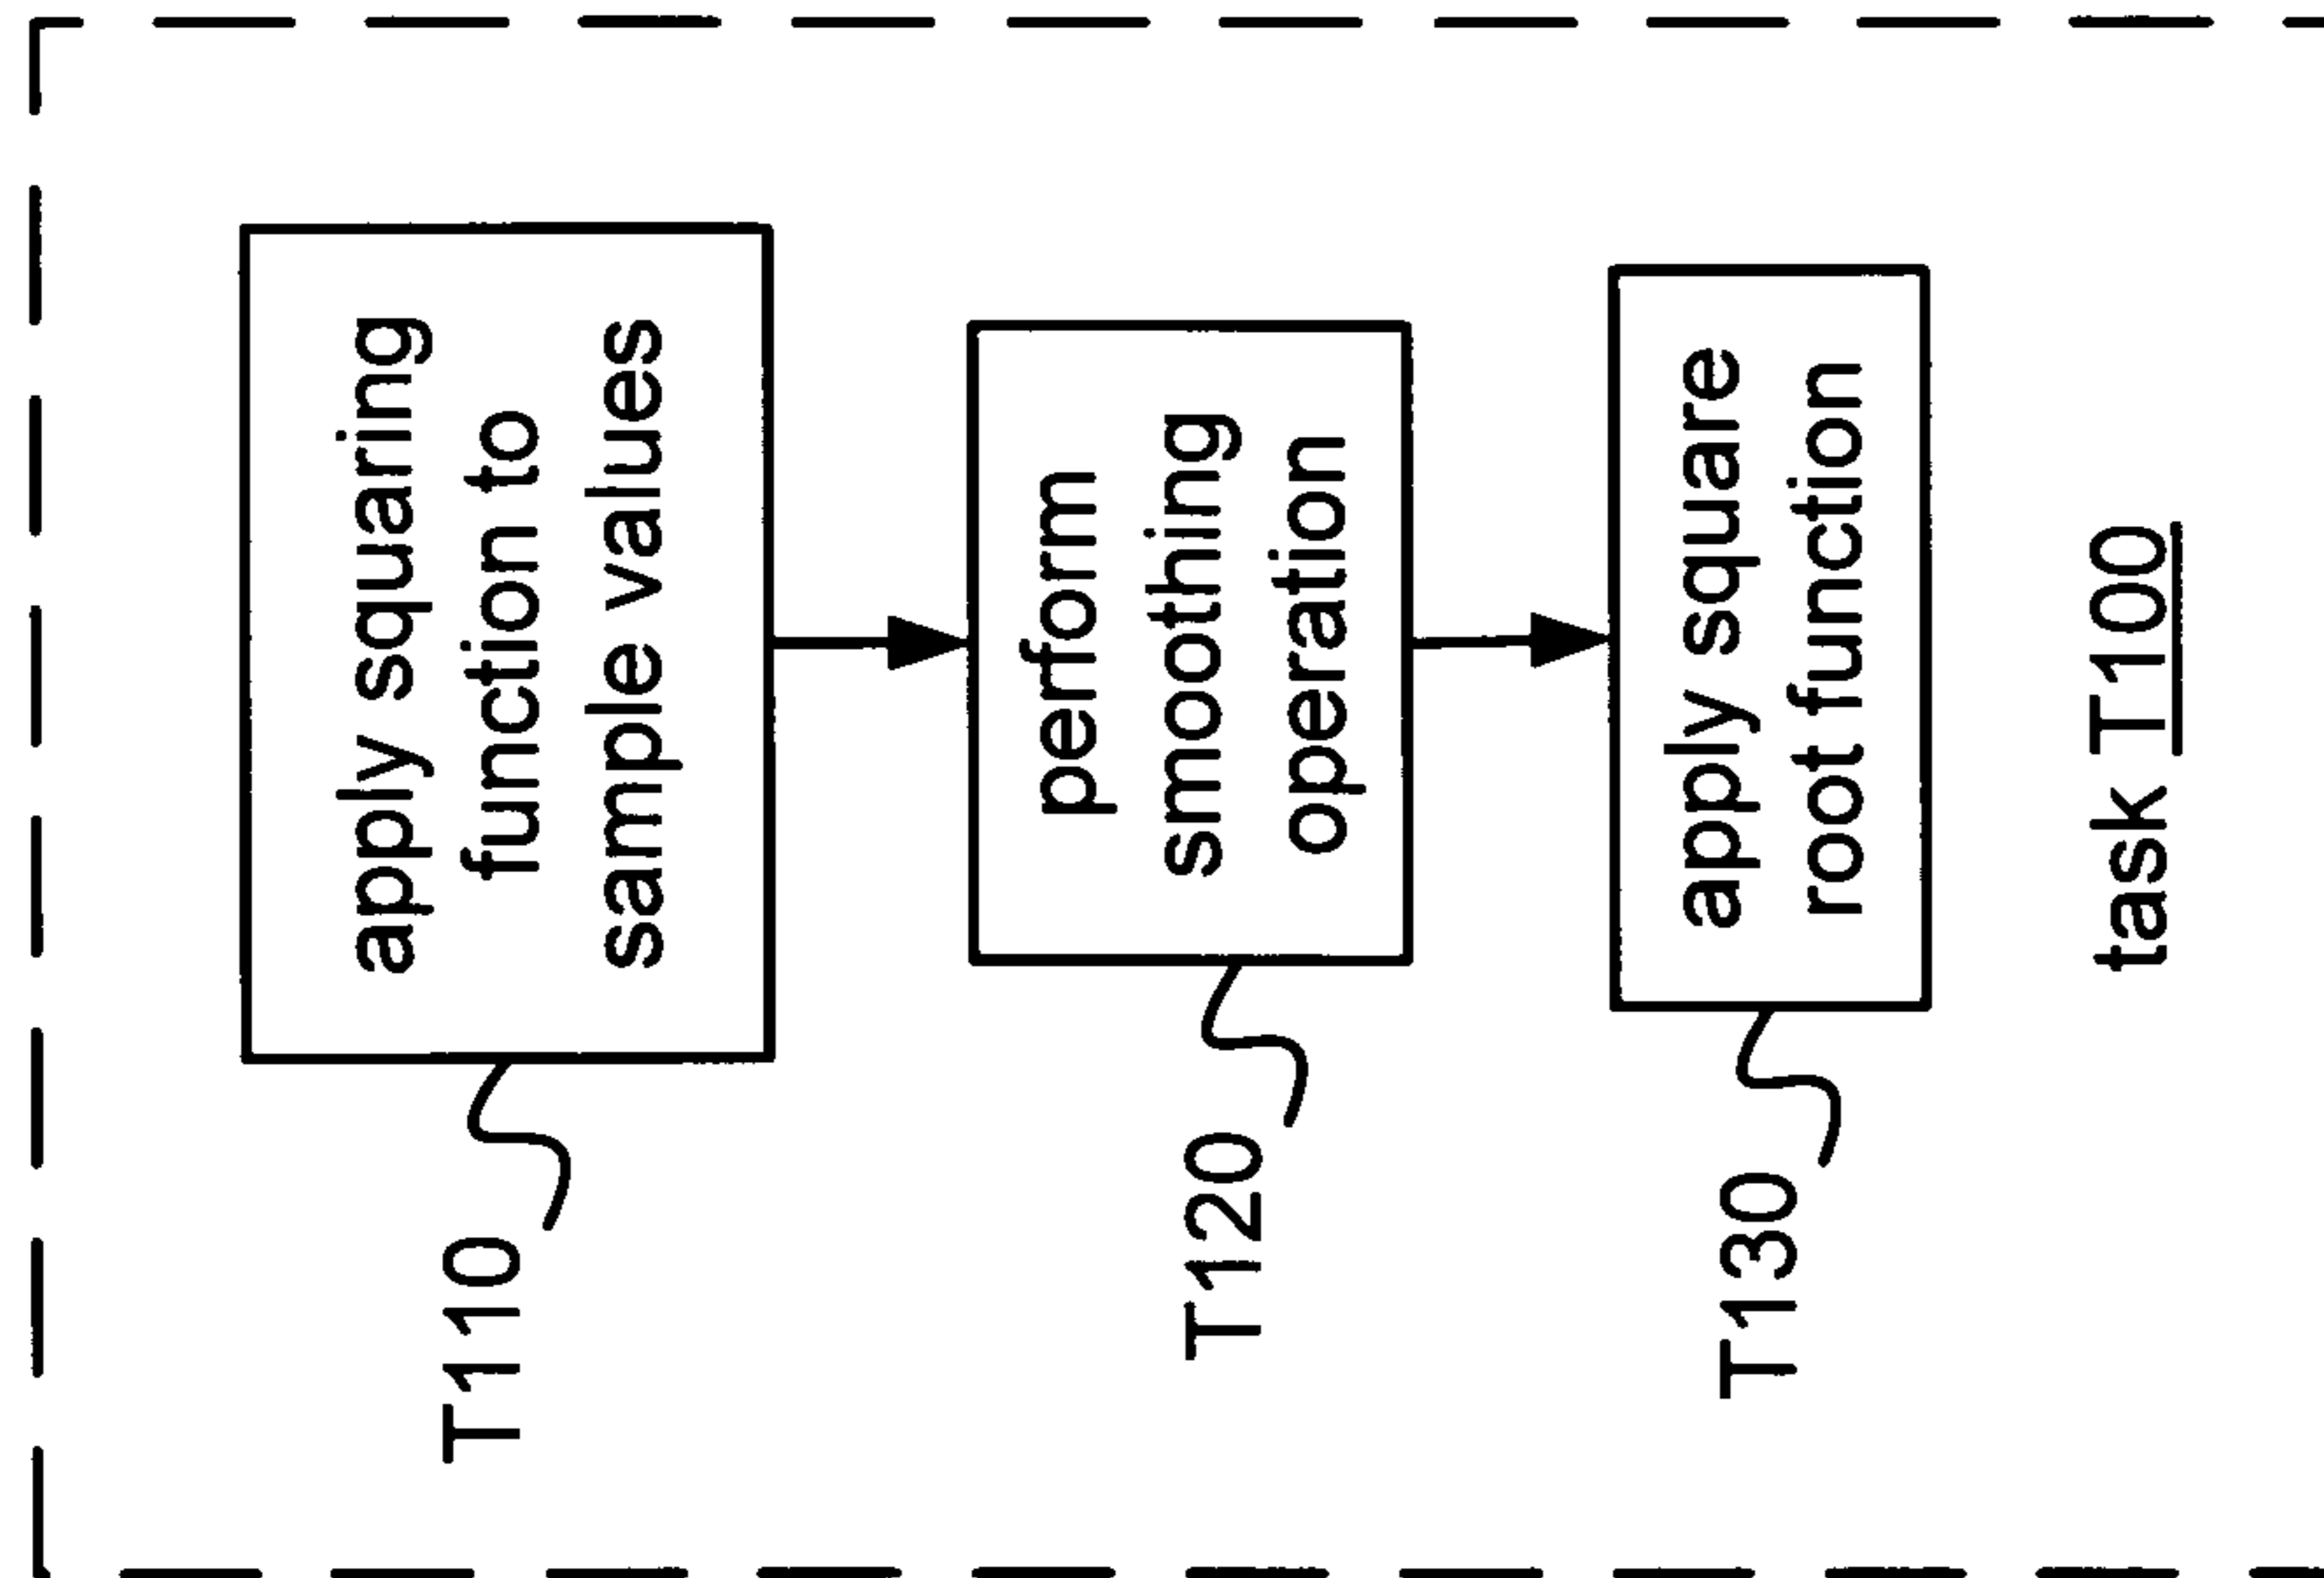 apply squaring
function to
sample values
T110
perform
smoothing
operation
T120
apply square
root function
T130
task T100